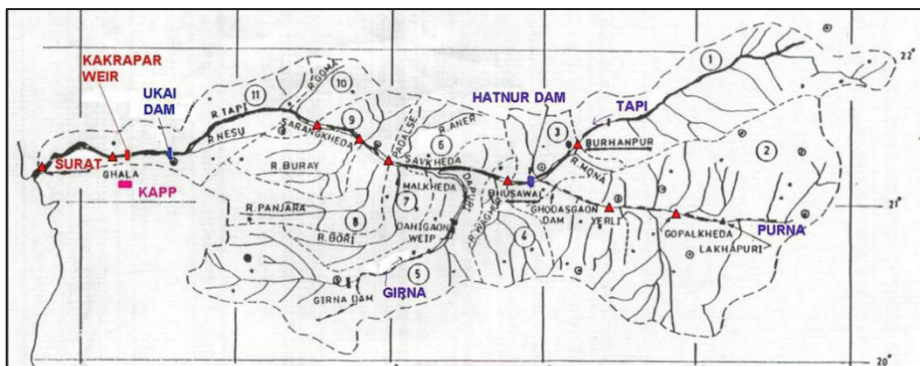 1
22°
KAKRAPAR
WEIR
UKAI
DAM
10
R.GOMA
11
R.TAPI
HATNUR DAM
TAPI
9
R.NESU
SARANGKHEDA
PADALSE
R.ANER
6
3
BURHANPUR
2
SURAT
GHALA
KAPP
SAVKHEDA
R.BURAY
R.MONA
MALKHEDA
BHUSAWAL
7
GHODASGAON
DAM
YERLI
21°
R.PANJARA
R.WAGHUR
8
R.BORI
DAHIGAON
WEIP
4
GOPALKHEDA
LAKHAPURI
PURNA
5
GIRNA DAM
GIRNA
20°